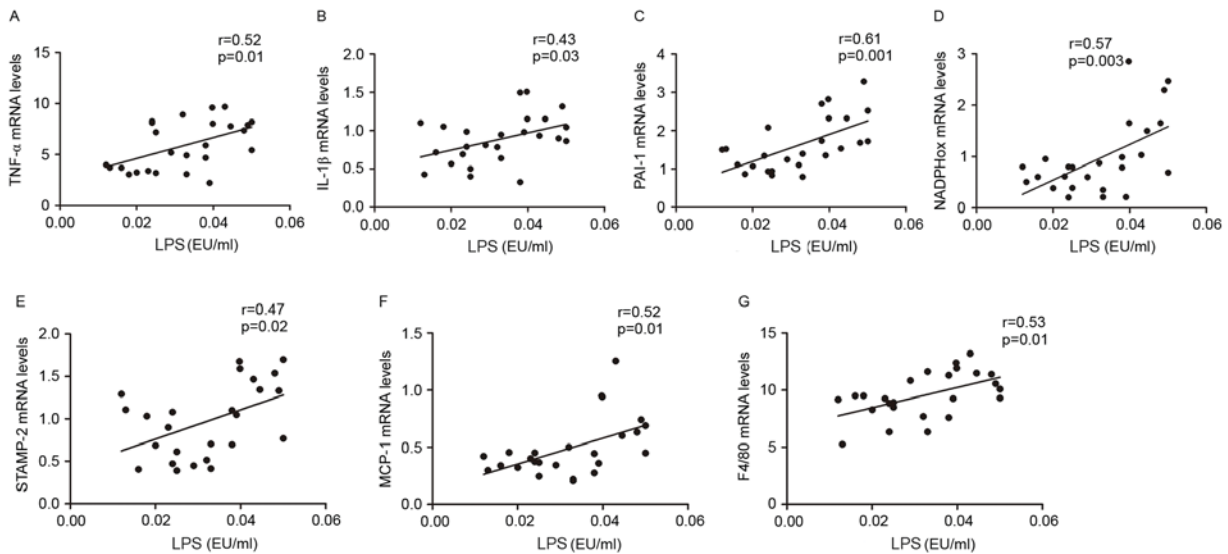 A
r=0.52
p=0.01
TNF-α mRNA levels
15
10
5
0
0.00 0.02 0.04 0.06
LPS (EU/ml)
B
r=0.43
p=0.03
IL-1β mRNA levels
2.0
1.5
1.0
0.5
0.0
0.00 0.02 0.04 0.06
LPS (EU/ml)
C
r=0.61
p=0.001
PAI-1 mRNA levels
4
3
2
1
0
0.00 0.02 0.04 0.06
LPS (EU/ml)
D
r=0.57
p=0.003
NADPHox mRNA levels
3
2
1
0
0.00 0.02 0.04 0.06
LPS (EU/ml)
E
r=0.47
p=0.02
STAMP-2 mRNA levels
2.0
1.5
1.0
0.5
0.0
0.00 0.02 0.04 0.06
LPS (EU/ml)
F
r=0.52
p=0.01
MCP-1 mRNA levels
1.5
1.0
0.5
0.0
0.00 0.02 0.04 0.06
LPS (EU/ml)
G
r=0.53
p=0.01
F4/80 mRNA levels
15
10
5
0
0.00 0.02 0.04 0.06
LPS (EU/ml)